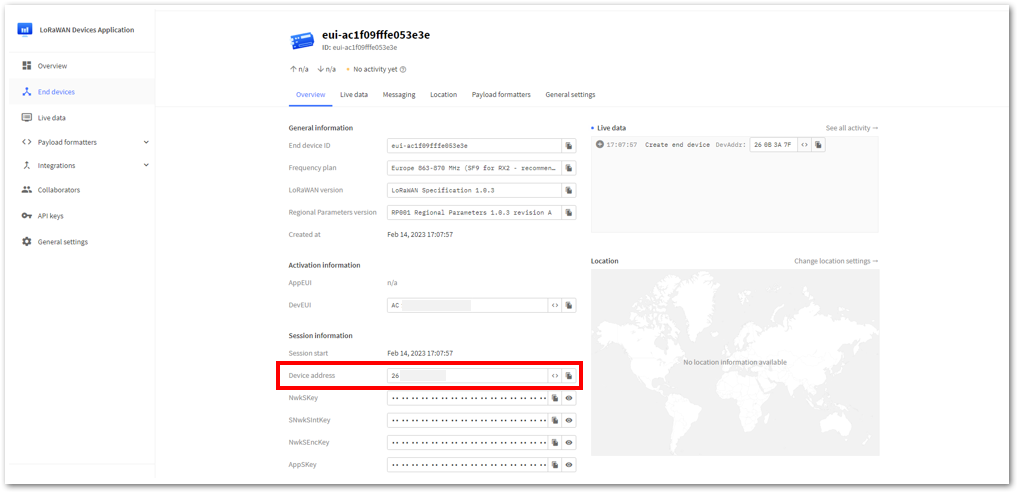 LoRaWAN Devices Application
Overview
End devices
Live data
Payload formatters
Integrations
Collaborators
API keys
General settings
eui-ac1f09fffe053e3e
ID: eui-ac1f09fffe053e3e
n/a n/a No activity yet
Overview Live data Messaging Location Payload formatters General settings
General information
End device ID eui-ac1f09fffe053e3e
Frequency plan Europe 863-870 MHz (SF9 for RX2 - recommen…
LoRaWAN version LoRaWAN Specification 1.0.3
Regional Parameters version RP001 Regional Parameters 1.0.3 revision A
Created at Feb 14, 2023 17:07:57
Activation information
AppEUI n/a
DevEUI AC
Session information
Session start Feb 14, 2023 17:07:57
Device address 26
NwkSKey
SNwkSIntKey
NwkSEncKey
AppSKey
Live data See all activity →
17:07:57 Create end device DevAddr: 26 0B 3A 7F
Location Change location settings →
No location information available